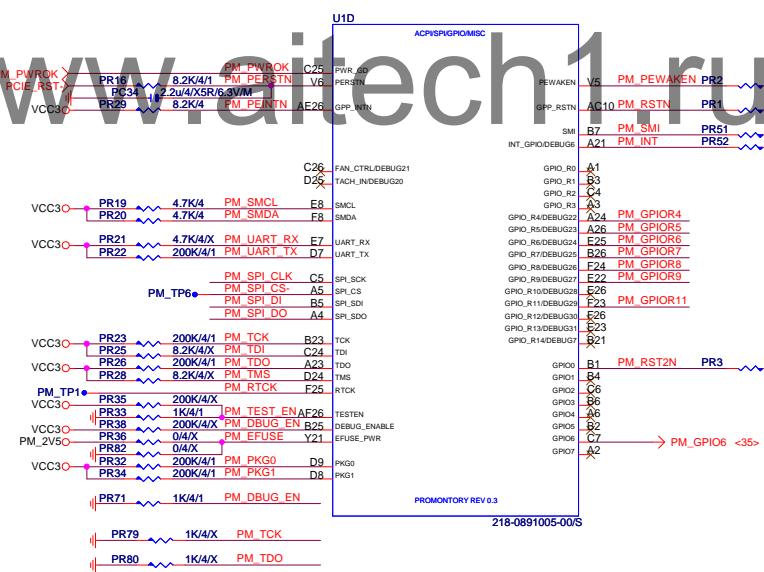 U1D
www.aitech1.ru
ACPI/SPI/GPIO/MISC
M_PWROK PM_PWROK C25 PWR_GD
PCIE_RST- PR16 8.2K/4/1 PM_PERSTN V6 PERSTN
PC34 2.2u/4/X5R/6.3V/M
VCC3 PR29 8.2K/4 PM_PEINTN AE26 GPP_INTN
PEWAKEN V5 PM_PEWAKEN PR2
GPP_RSTN AC10 PM_RSTN PR1
SMI B7 PM_SMI PR51
INT_GPIO/DEBUG6 A21 PM_INT PR52
C26 FAN_CTRL/DEBUG21
D25 TACH_IN/DEBUG20
GPIO_R0 A1
GPIO_R1 B3
GPIO_R2 C4
GPIO_R3 A3
GPIO_R4/DEBUG22 A24 PM_GPIOR4
GPIO_R5/DEBUG23 A26 PM_GPIOR5
GPIO_R6/DEBUG24 E25 PM_GPIOR6
GPIO_R7/DEBUG25 B26 PM_GPIOR7
GPIO_R8/DEBUG26 F24 PM_GPIOR8
GPIO_R9/DEBUG27 E22 PM_GPIOR9
GPIO_R10/DEBUG28 E26
GPIO_R11/DEBUG29 F23 PM_GPIOR11
GPIO_R12/DEBUG30 F26
GPIO_R13/DEBUG31 E23
GPIO_R14/DEBUG7 B21
VCC3 PR19 4.7K/4 PM_SMCL E8 SMCL
PR20 4.7K/4 PM_SMDA F8 SMDA
VCC3 PR21 4.7K/4/X PM_UART_RX E7 UART_RX
PR22 200K/4/1 PM_UART_TX D7 UART_TX
PM_SPI_CLK C5 SPI_SCK
PM_TP6 PM_SPI_CS- A5 SPI_CS
PM_SPI_DI B5 SPI_SDI
PM_SPI_DO A4 SPI_SDO
VCC3 PR23 200K/4/1 PM_TCK B23 TCK
PR25 8.2K/4/X PM_TDI C24 TDI
VCC3 PR26 200K/4/1 PM_TDO A23 TDO
PR28 8.2K/4/X PM_TMS D24 TMS
PM_TP1 PM_RTCK F25 RTCK
VCC3 PR35 200K/4/X
PR33 1K/4/1 PM_TEST_EN AF26 TESTEN
VCC3 PR38 200K/4/X PM_DBUG_EN B25 DEBUG_ENABLE
PM_2V5 PR36 0/4/X PM_EFUSE Y21 EFUSE_PWR
PR82 0/4/X
VCC3 PR32 200K/4/1 PM_PKG0 D9 PKG0
PR34 200K/4/1 PM_PKG1 D8 PKG1
GPIO0 B1 PM_RST2N PR3
GPIO1 B4
GPIO2 C6
GPIO3 B6
GPIO4 A6
GPIO5 B2
GPIO6 C7 PM_GPIO6 <35>
GPIO7 A2
PR71 1K/4/1 PM_DBUG_EN
PROMONTORY REV 0.3
218-0891005-00/S
PR79 1K/4/X PM_TCK
PR80 1K/4/X PM_TDO